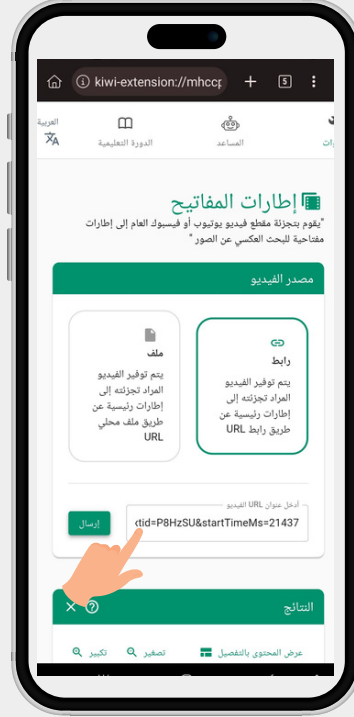 kiwi-extension://mhccp
5
العربية
الدورة التعليمية
المساعد
إطارات المفاتيح
"يقوم بتجزئة مقطع فيديو يوتيوب أو فيسبوك العام إلى إطارات
مفتاحية للبحث العكسي عن الصور "
مصدر الفيديو
رابط
يتم توفير الفيديو
المراد تجزئته إلى
إطارات رئيسية عن
طريق رابط URL
ملف
يتم توفير الفيديو
المراد تجزئته إلى
إطارات رئيسية عن
طريق ملف محلي
URL
أدخل عنوان URL الفيديو
tid=P8HzSU&startTimeMs=21437
إرسال
النتائج
عرض المحتوى بالتفصيل
تصغير
تكبير